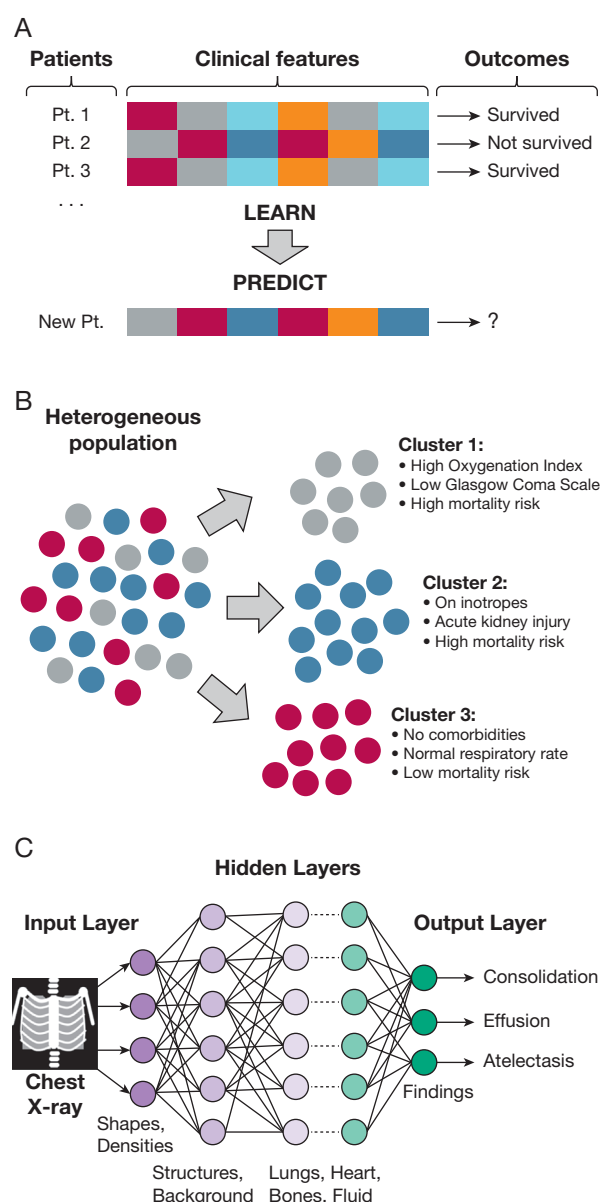 A
Patients Clinical features Outcomes
Pt. 1 Survived
Pt. 2 Not survived
Pt. 3 Survived
. . .
LEARN
PREDICT
New Pt. ?
B
Heterogeneous
population
Cluster 1:
• High Oxygenation Index
• Low Glasgow Coma Scale
• High mortality risk
Cluster 2:
• On inotropes
• Acute kidney injury
• High mortality risk
Cluster 3:
• No comorbidities
• Normal respiratory rate
• Low mortality risk
C
Hidden Layers
Input Layer
Output Layer
Consolidation
Effusion
Atelectasis
Chest
X-ray
Findings
Shapes,
Densities
Structures,
Background
Lungs, Heart,
Bones, Fluid